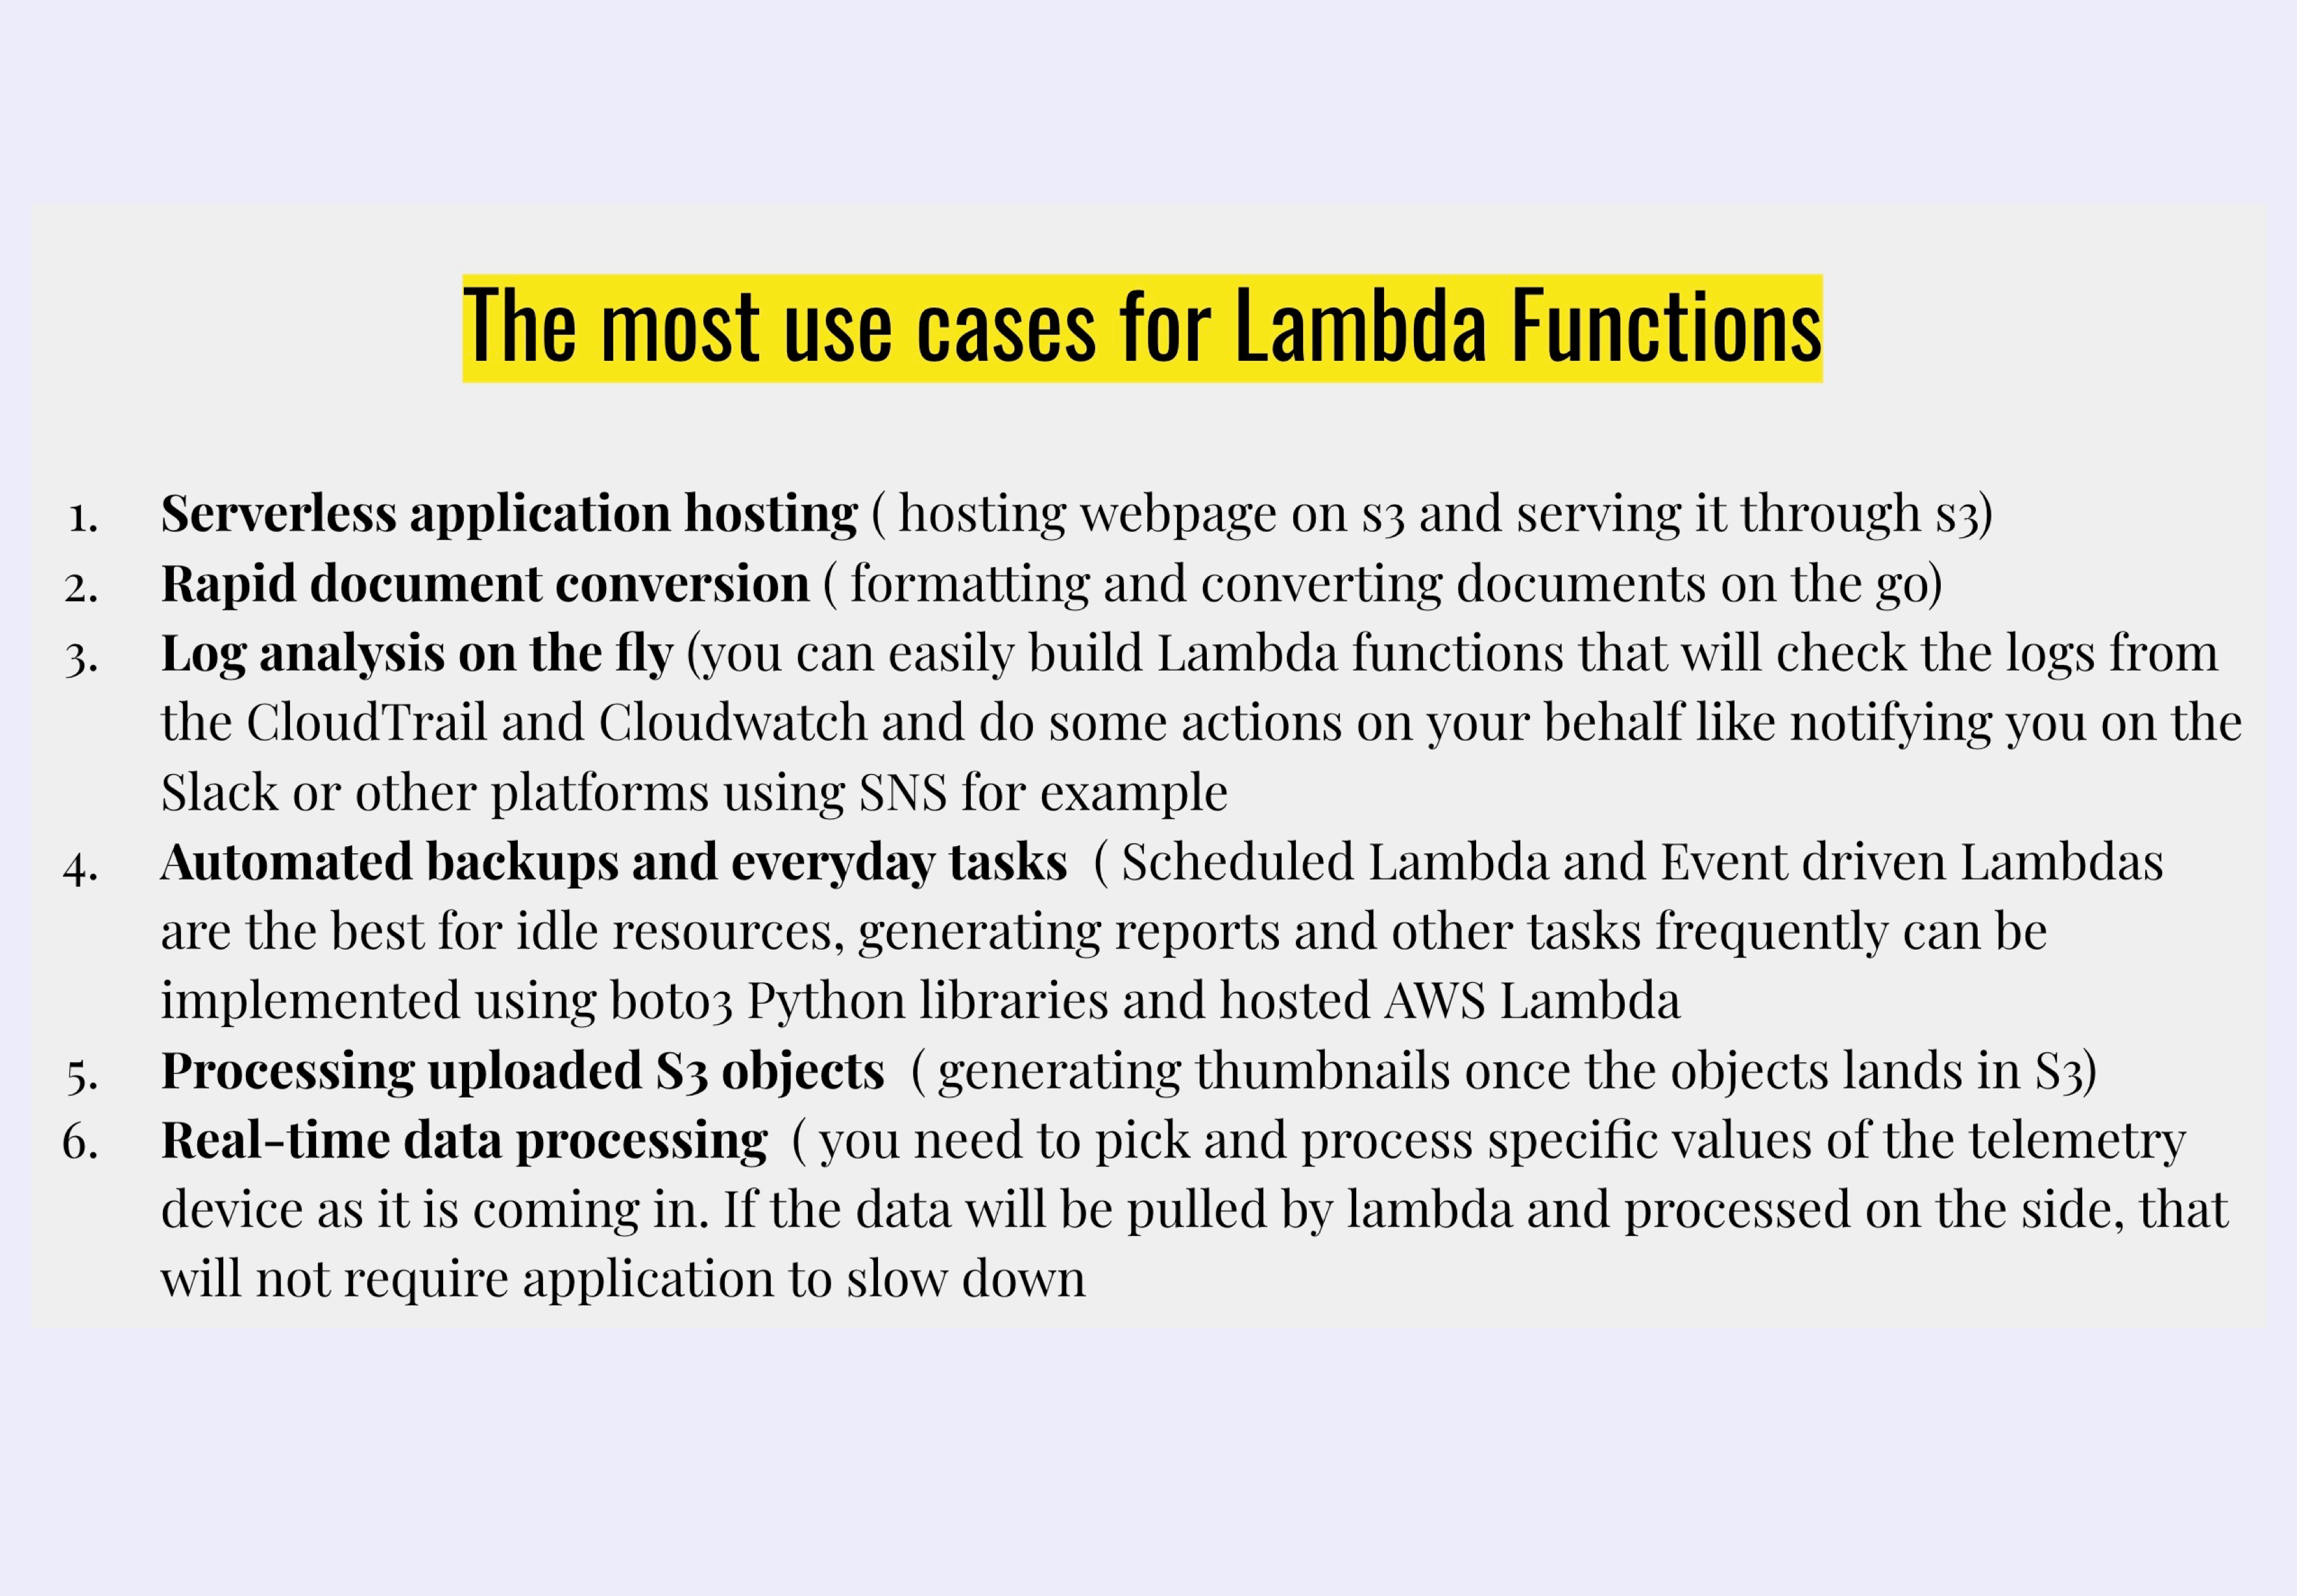 The most use cases for Lambda Functions
1. Serverless application hosting ( hosting webpage on s3 and serving it through s3)
2. Rapid document conversion ( formatting and converting documents on the go)
3. Log analysis on the fly (you can easily build Lambda functions that will check the logs from
the CloudTrail and Cloudwatch and do some actions on your behalf like notifying you on the
Slack or other platforms using SNS for example
4. Automated backups and everyday tasks ( Scheduled Lambda and Event driven Lambdas
are the best for idle resources, generating reports and other tasks frequently can be
implemented using boto3 Python libraries and hosted AWS Lambda
5. Processing uploaded S3 objects ( generating thumbnails once the objects lands in S3)
6. Real-time data processing ( you need to pick and process specific values of the telemetry
device as it is coming in. If the data will be pulled by lambda and processed on the side, that
will not require application to slow down